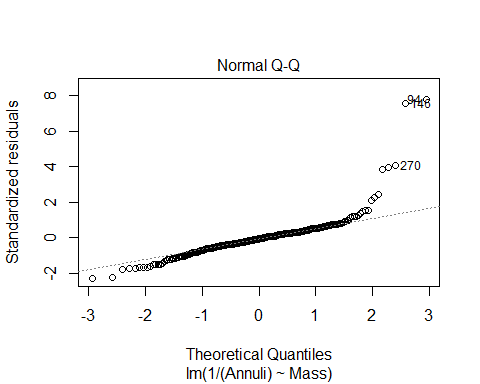 Normal Q-Q
Standardized residuals
8
6
4
2
0
-2
94
146
270
-3 -2 -1 0 1 2 3
Theoretical Quantiles
lm(1/(Annuli) ~ Mass)